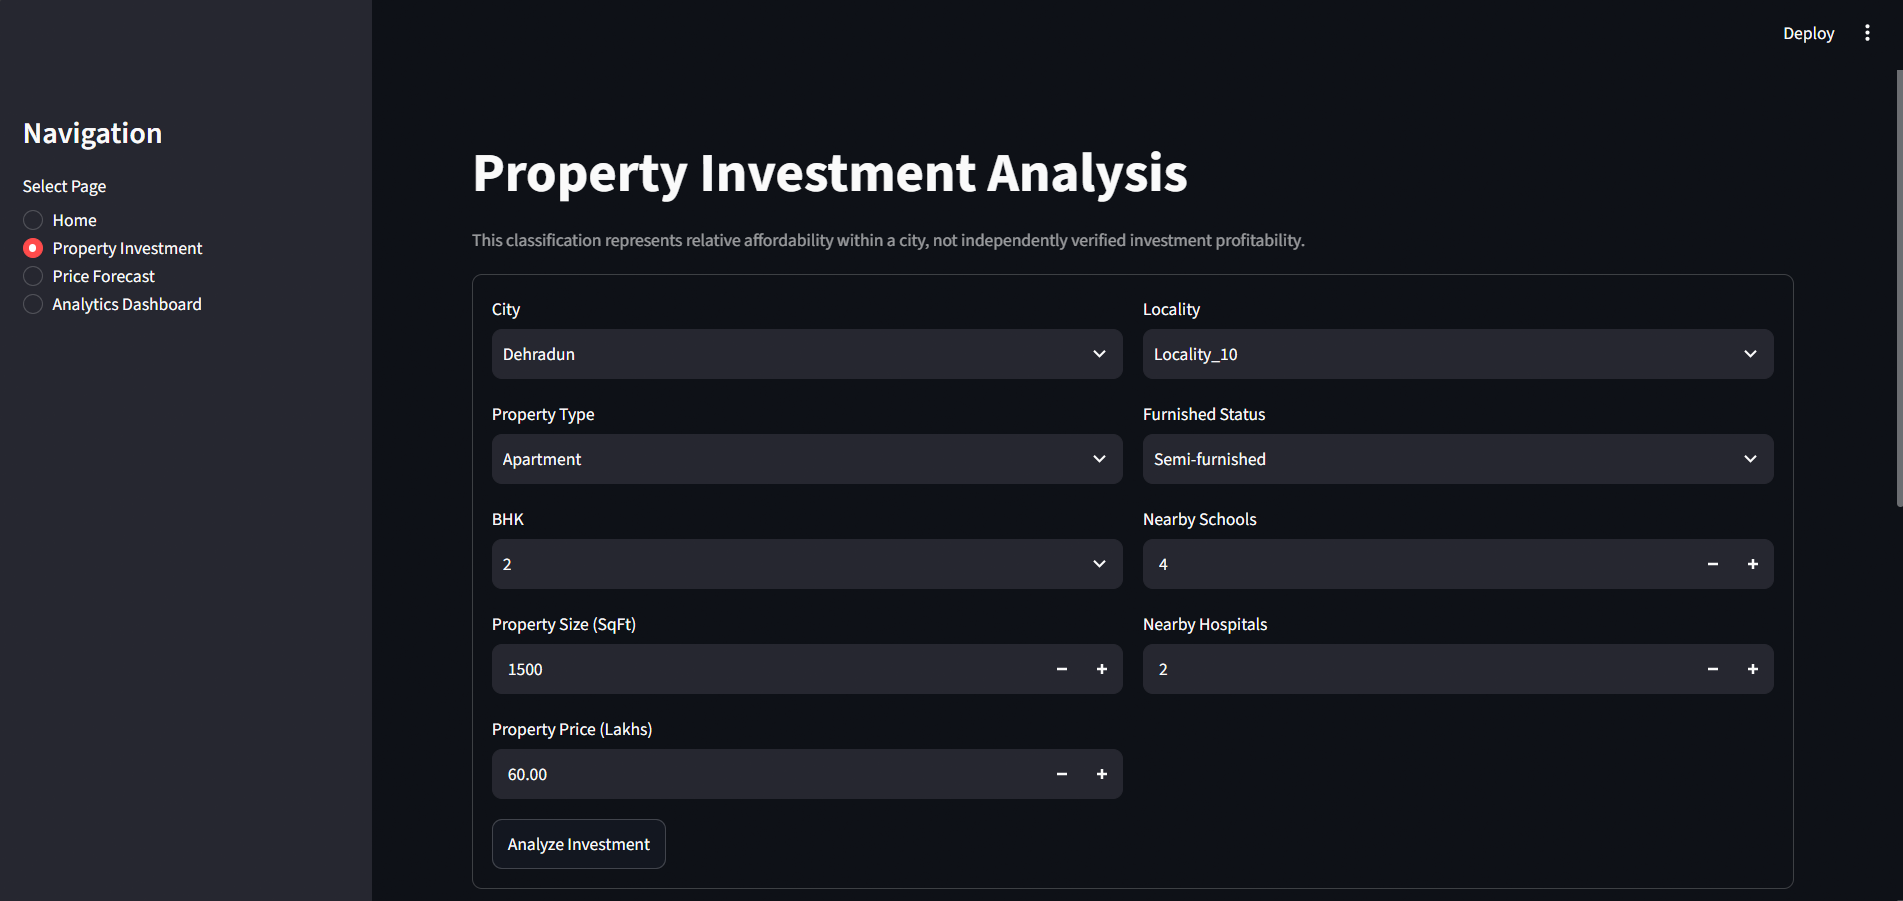 Deploy
Navigation
Select Page
Home
Property Investment
Price Forecast
Analytics Dashboard
Property Investment Analysis
This classification represents relative affordability within a city, not independently verified investment profitability.
City
Dehradun
Locality
Locality_10
Property Type
Apartment
Furnished Status
Semi-furnished
BHK
2
Nearby Schools
4
Property Size (SqFt)
1500
Nearby Hospitals
2
Property Price (Lakhs)
60.00
Analyze Investment